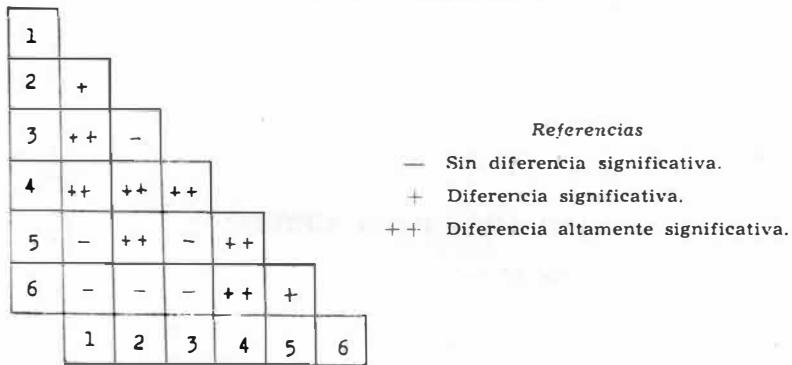 1
2 +
3 ++ −
4 ++ ++ ++
5 − ++ − ++
6 − − − ++ +
1 2 3 4 5 6
Referencias
— Sin diferencia significativa.
+ Diferencia significativa.
++ Diferencia altamente significativa.